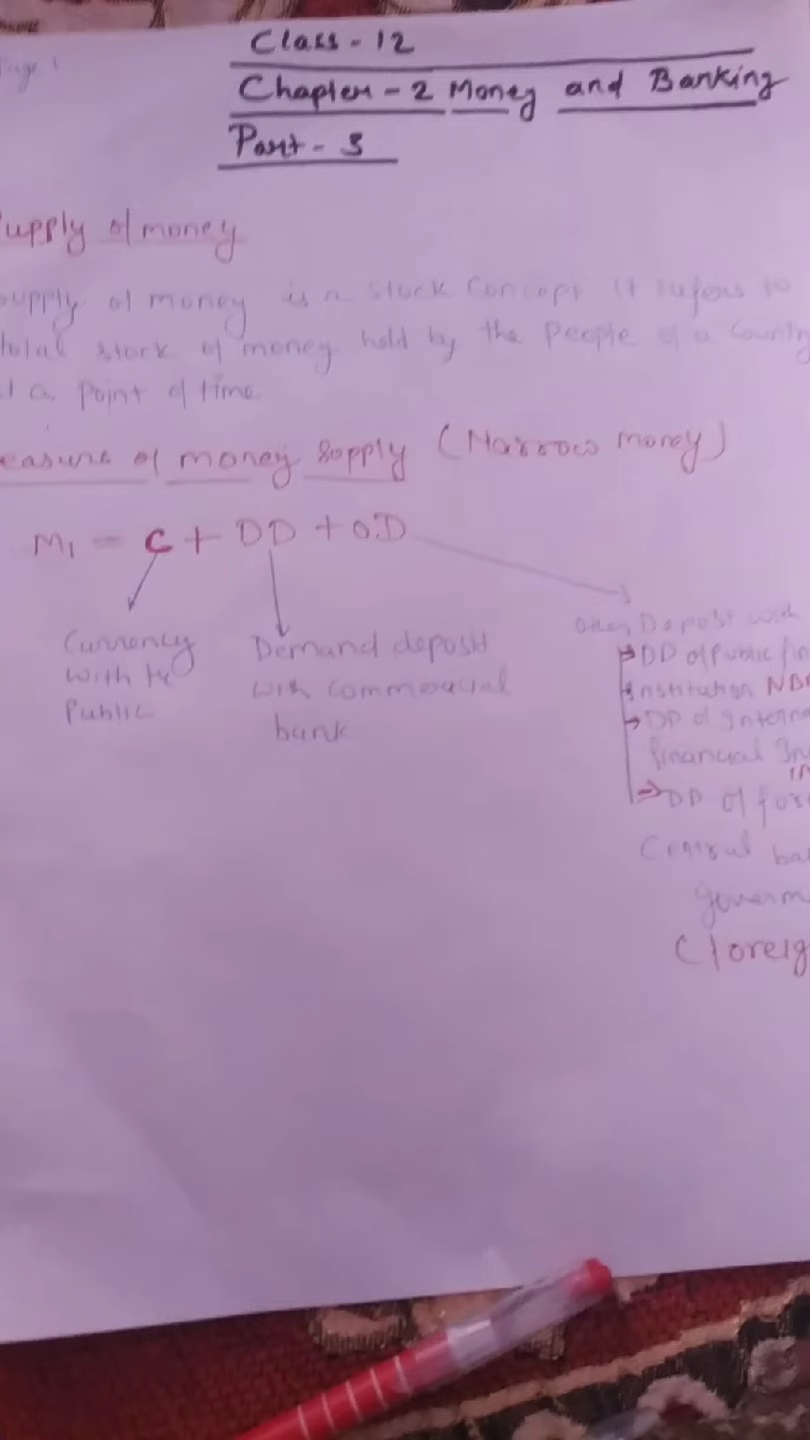 Page 1
Class - 12
Chapter - 2 Money and Banking
Part - 3
upply of money
upply of money is a stock concept It refers to
total stock of money held by the People of a Country
a point of time
easure of money supply (Narrow money)
M1 = C + DD + O.D
Currency
with the
Public
Demand deposit
with commercial
bank
Other Deposit with
→ DD of Public fin
institution NB
→ DD of Intern
financial In
→ DD of for
Central ba
Governm
(foreig